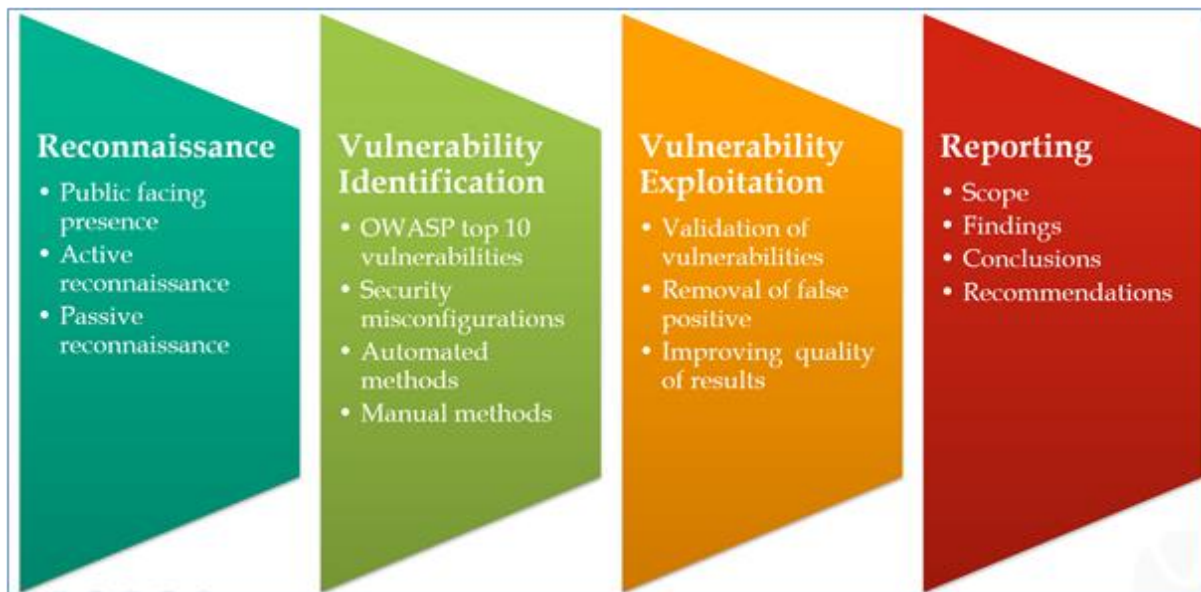 Reconnaissance
• Public facing
presence
• Active
reconnaissance
• Passive
reconnaissance
Vulnerability
Identification
• OWASP top 10
vulnerabilities
• Security
misconfigurations
• Automated
methods
• Manual methods
Vulnerability
Exploitation
• Validation of
vulnerabilities
• Removal of false
positive
• Improving quality
of results
Reporting
• Scope
• Findings
• Conclusions
• Recommendations